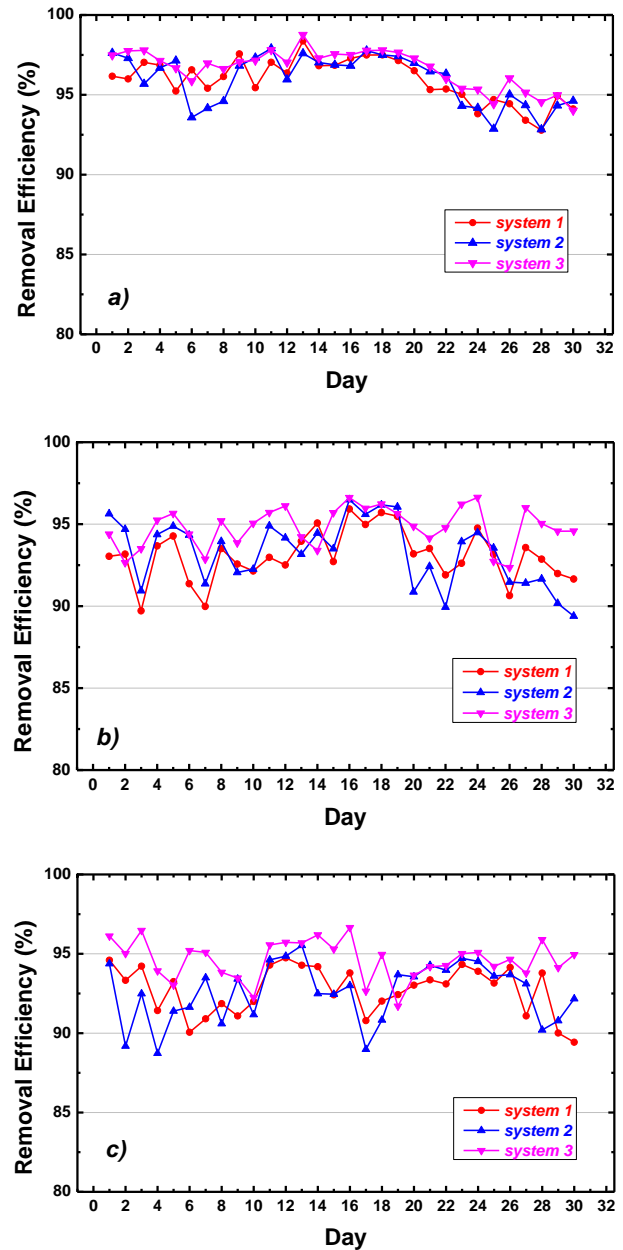 100
95
90
85
80
Removal Efficiency (%)
system 1
system 2
system 3
a)
0 2 4 6 8 10 12 14 16 18 20 22 24 26 28 30 32
Day
100
95
90
85
80
Removal Efficiency (%)
system 1
system 2
system 3
b)
0 2 4 6 8 10 12 14 16 18 20 22 24 26 28 30 32
Day
100
95
90
85
80
Removal Efficiency (%)
system 1
system 2
system 3
c)
0 2 4 6 8 10 12 14 16 18 20 22 24 26 28 30 32
Day